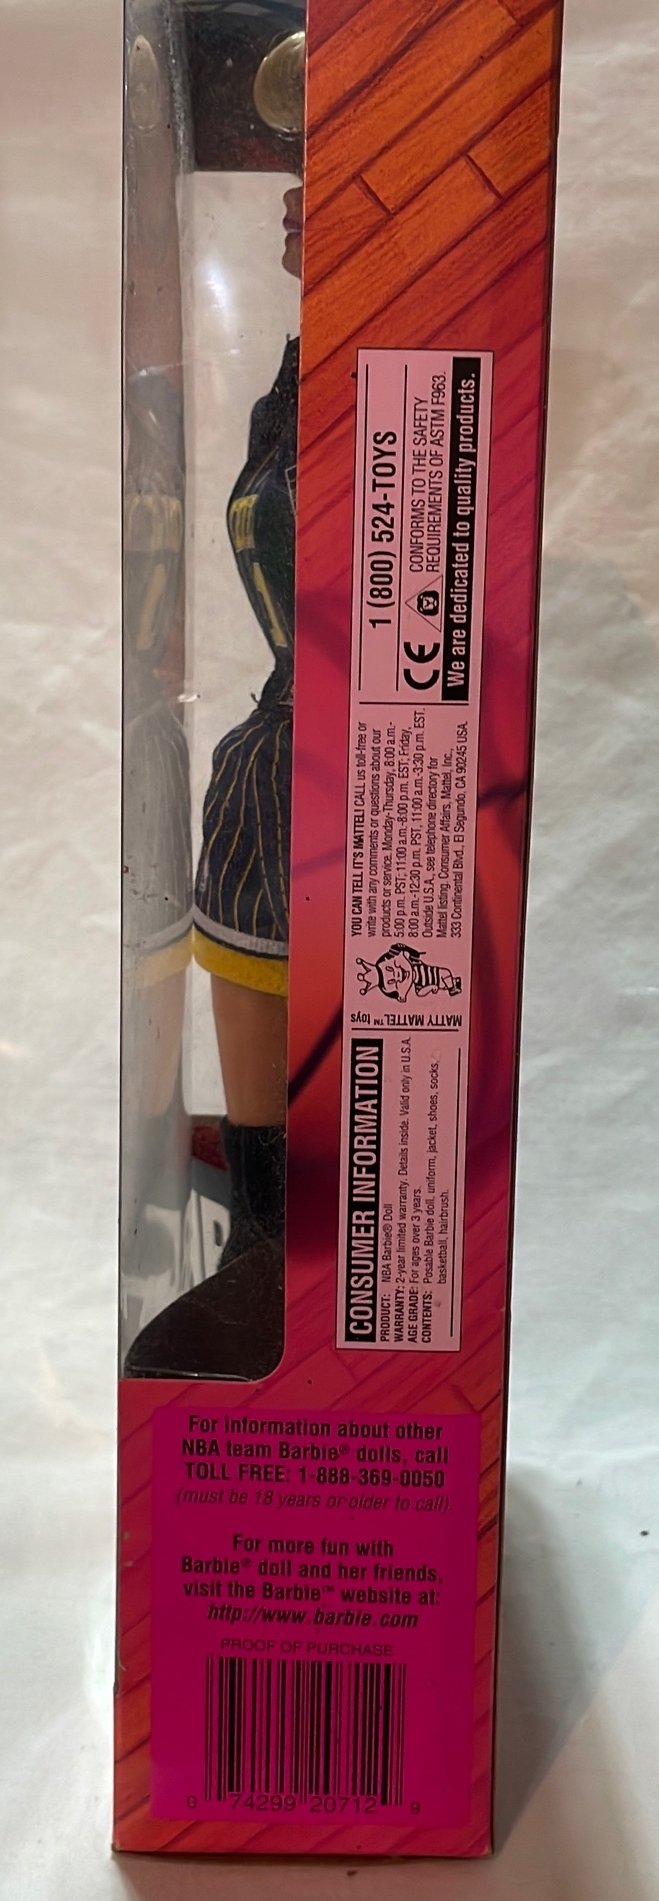 CONSUMER INFORMATION
PRODUCT: NBA Barbie® Doll
WARRANTY: 2-year limited warranty. Details inside. Valid only in U.S.A.
AGE GRADE: For ages over 3 years.
CONTENTS: Posable Barbie doll, uniform, jacket, shoes, socks,
basketball, hairbrush.
MATTY MATTEL™ toys
YOU CAN TELL IT'S MATTEL! CALL us toll-free or
write with any comments or questions about our
products or service. Monday-Thursday, 8:00 a.m.-
5:00 p.m. PST; 11:00 a.m.-8:00 p.m. EST; Friday,
8:00 a.m.-12:30 p.m. PST, 11:00 a.m.-3:30 p.m. EST.
Outside U.S.A., see telephone directory for
Mattel listing. Consumer Affairs, Mattel, Inc.,
333 Continental Blvd., El Segundo, CA 90245 USA.
1 (800) 524-TOYS
CE
CONFORMS TO THE SAFETY
REQUIREMENTS OF ASTM F963.
We are dedicated to quality products.
For information about other
NBA team Barbie® dolls, call
TOLL FREE: 1-888-369-0050
(must be 18 years or older to call).
For more fun with
Barbie® doll and her friends,
visit the Barbie™ website at:
http://www.barbie.com
PROOF OF PURCHASE
0 74299 20712 9